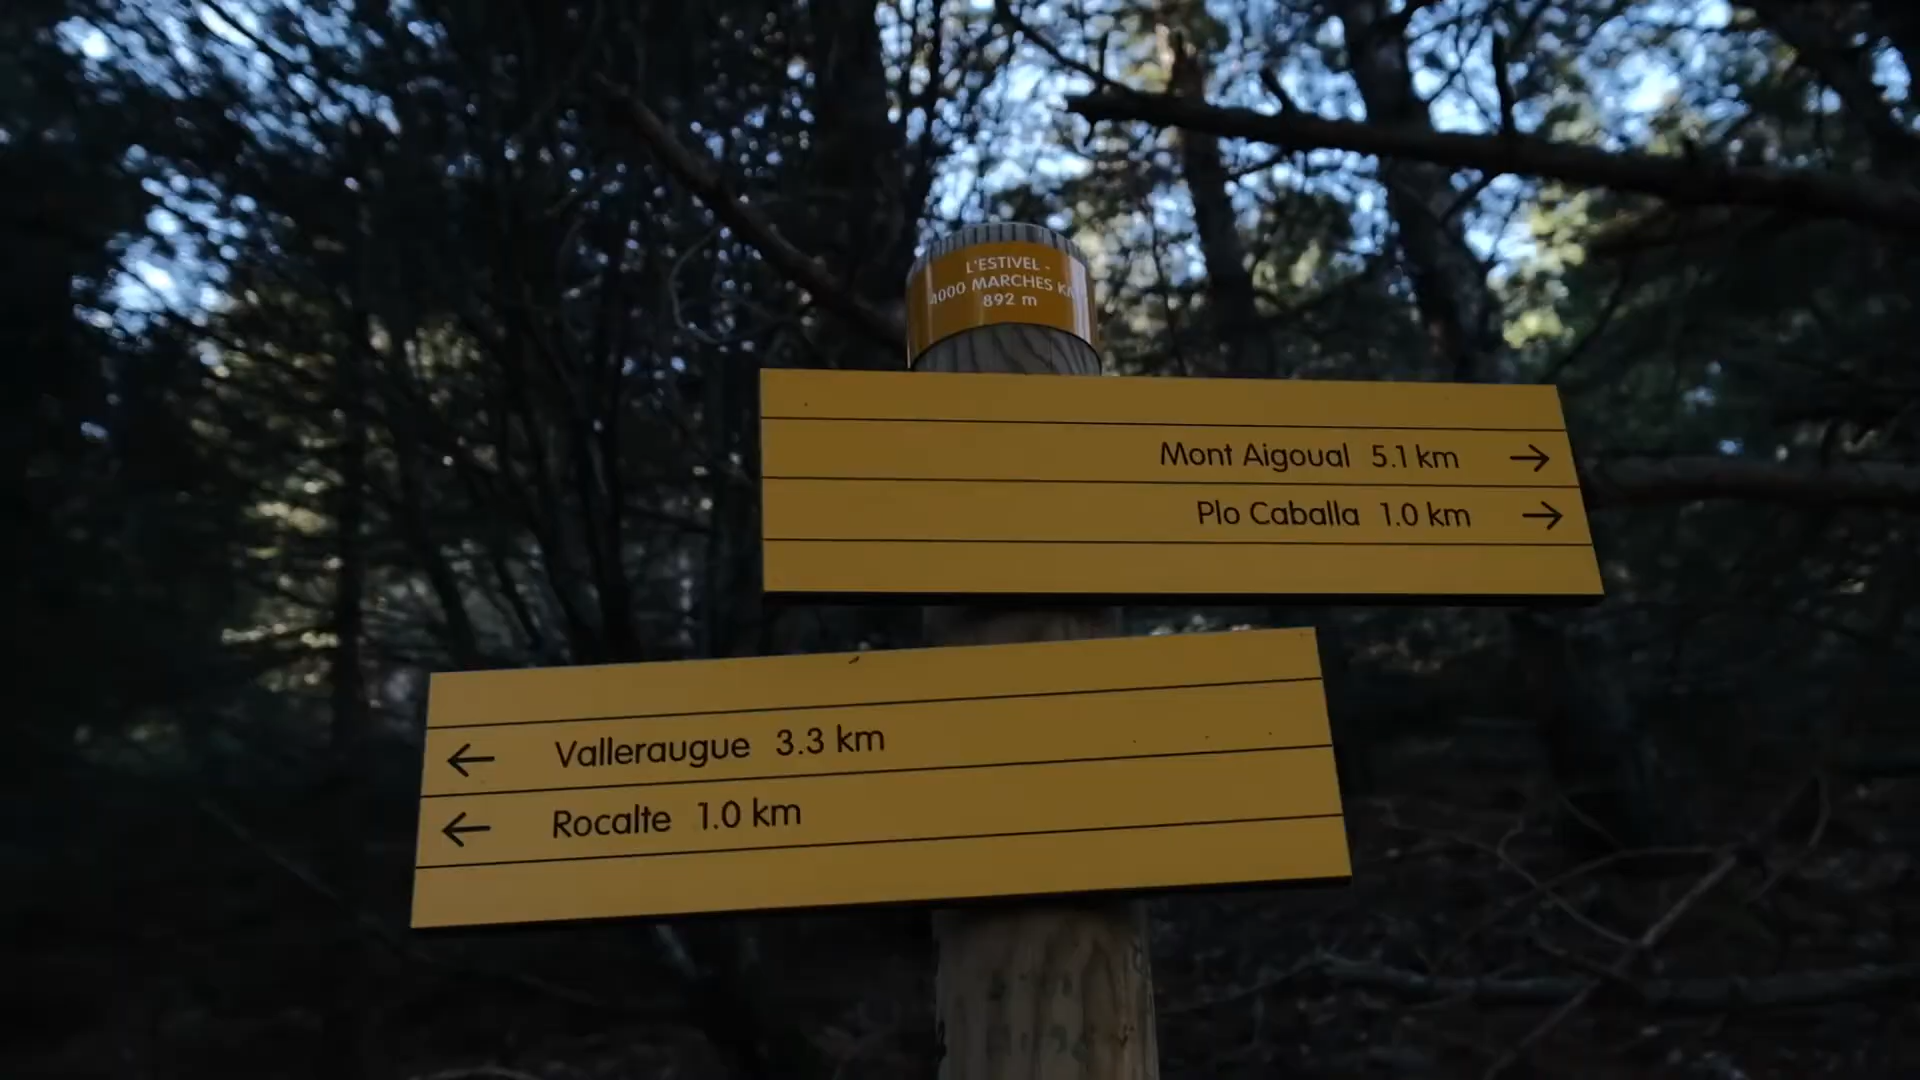 L'ESTIVEL -
4000 MARCHES
892 m
Mont Aigoual 5.1 km →
Plo Caballa 1.0 km →
← Valleraugue 3.3 km
← Rocalte 1.0 km